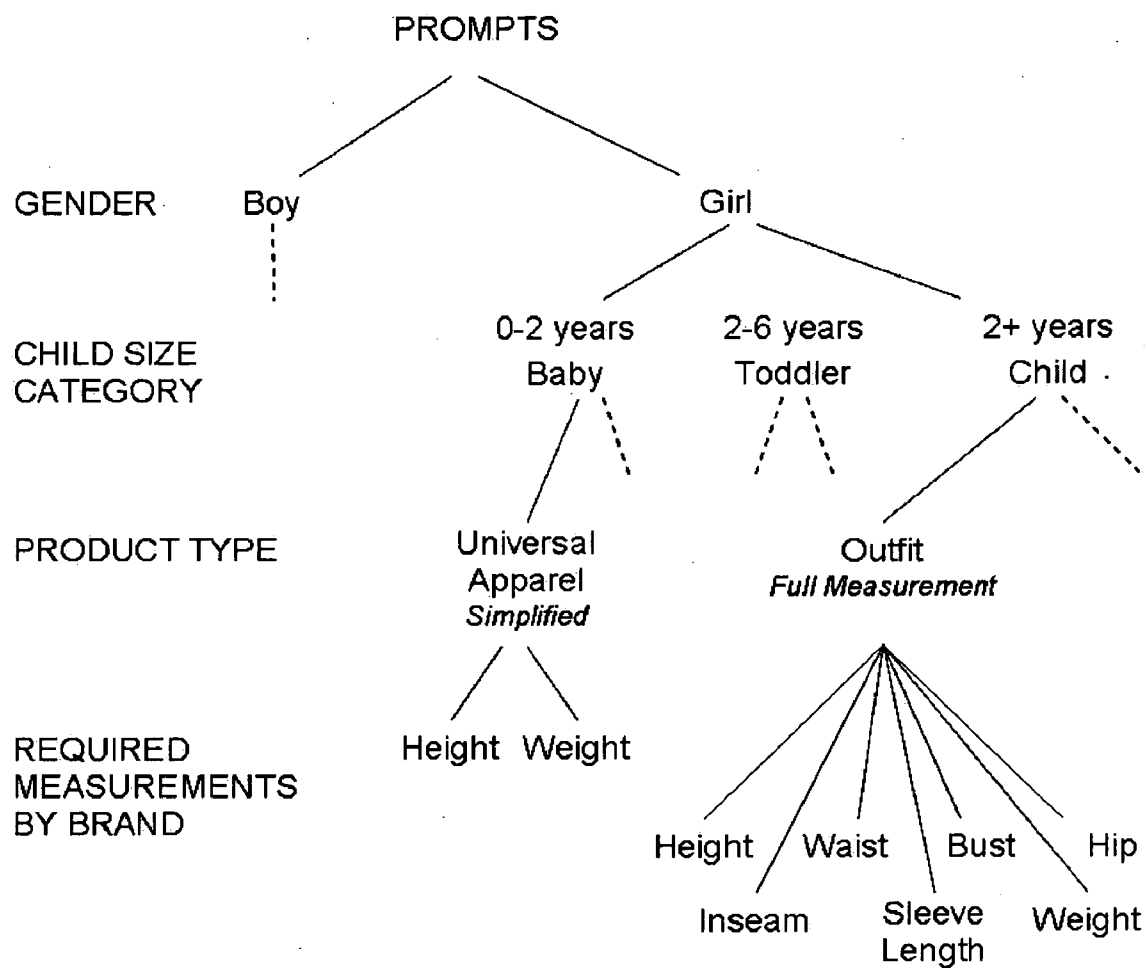 PROMPTS
GENDER Boy Girl
0-2 years 2-6 years 2+ years
CHILD SIZE
CATEGORY
Baby Toddler Child
PRODUCT TYPE
Universal
Apparel
Simplified
Outfit
Full Measurement
REQUIRED
MEASUREMENTS
BY BRAND
Height Weight
Height Waist Bust Hip
Inseam Sleeve
Length Weight